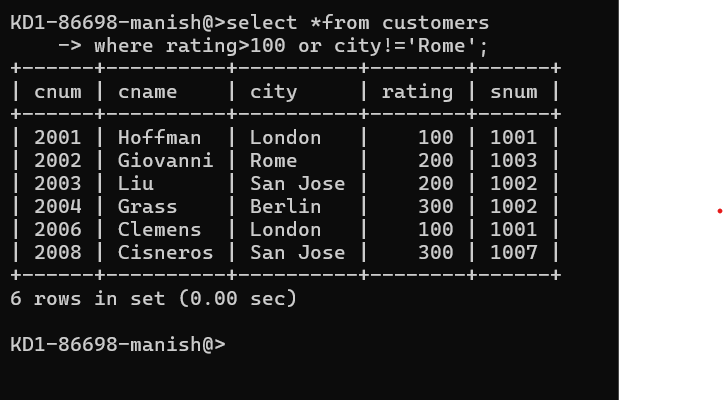 KD1-86698-manish@>select *from customers
    -> where rating>100 or city!='Rome';
+------+----------+----------+--------+------+
| cnum | cname    | city     | rating | snum |
+------+----------+----------+--------+------+
| 2001 | Hoffman  | London   |    100 | 1001 |
| 2002 | Giovanni | Rome     |    200 | 1003 |
| 2003 | Liu      | San Jose |    200 | 1002 |
| 2004 | Grass    | Berlin   |    300 | 1002 |
| 2006 | Clemens  | London   |    100 | 1001 |
| 2008 | Cisneros | San Jose |    300 | 1007 |
+------+----------+----------+--------+------+
6 rows in set (0.00 sec)
KD1-86698-manish@>